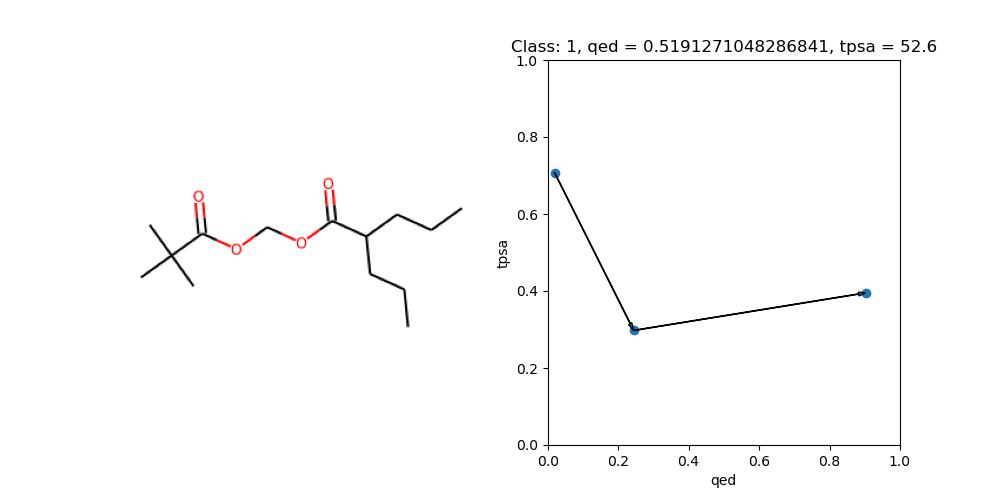 Class: 1, qed = 0.5191271048286841, tpsa = 52.6
1.0
0.8
0.6
0.4
0.2
0.0
tpsa
0.0 0.2 0.4 0.6 0.8 1.0
qed
O
O
O
O